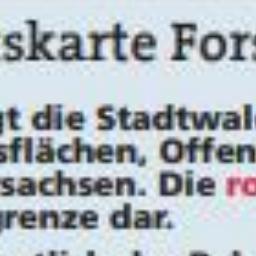 skarte Fors
gt die Stadtwal
sflächen, Offen
sachsen. Die ro
grenze dar.